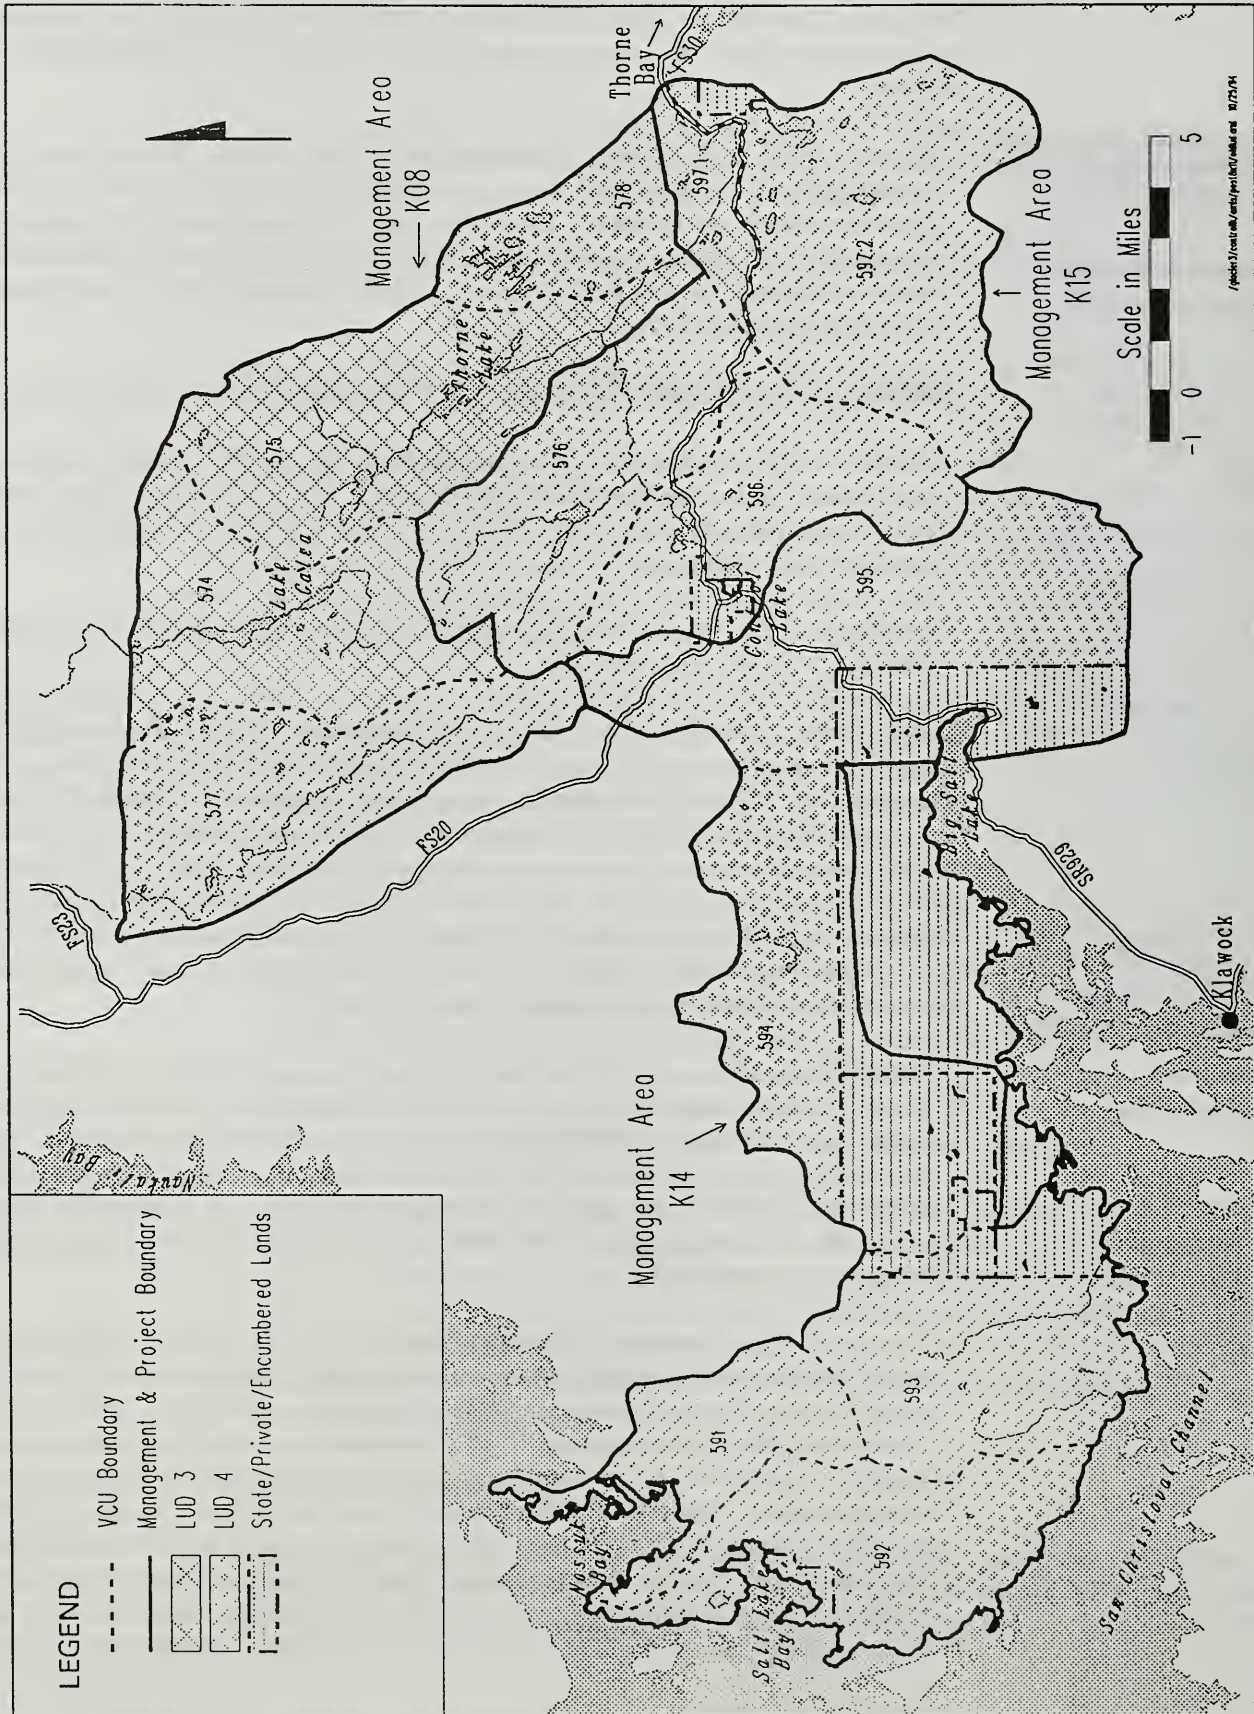 LEGEND
VCU Boundary
Management & Project Boundary
LUD 3
LUD 4
State/Private/Encumbered Lands
Naukati Bay
Nossuk
Bay
Salt Lake
Bay
San Christoval Channel
591
592
593
594
Management Area
K14
Klawock
SR929
Big Salt
Lake
FS23
FS20
577
574
Lake
Galea
575
Thorne
Lake
576
578
Management Area
K08
Thorne
Bay
FS30
597.1
597.2
596
595
Lake
Management Area
K15
Scale in Miles
-1 0 5
10/25/94